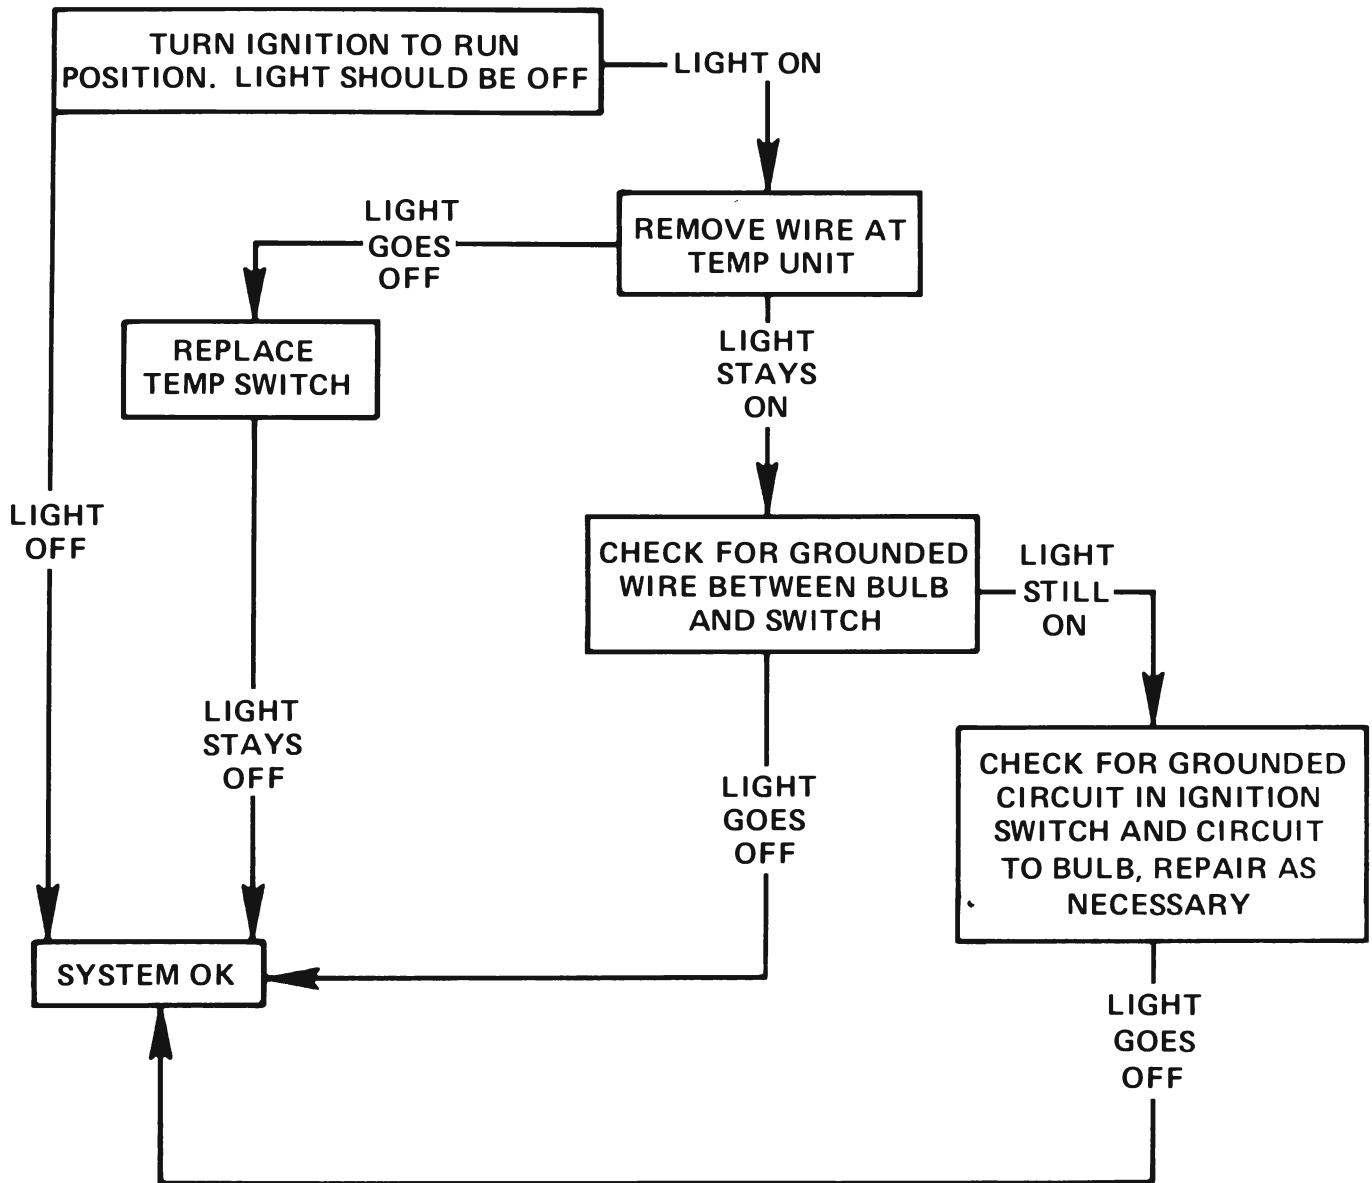 TURN IGNITION TO RUN
POSITION. LIGHT SHOULD BE OFF
LIGHT ON
REMOVE WIRE AT
TEMP UNIT
LIGHT
GOES
OFF
REPLACE
TEMP SWITCH
LIGHT
STAYS
ON
LIGHT
OFF
CHECK FOR GROUNDED
WIRE BETWEEN BULB
AND SWITCH
LIGHT
STILL
ON
LIGHT
STAYS
OFF
LIGHT
GOES
OFF
CHECK FOR GROUNDED
CIRCUIT IN IGNITION
SWITCH AND CIRCUIT
TO BULB, REPAIR AS
NECESSARY
SYSTEM OK
LIGHT
GOES
OFF